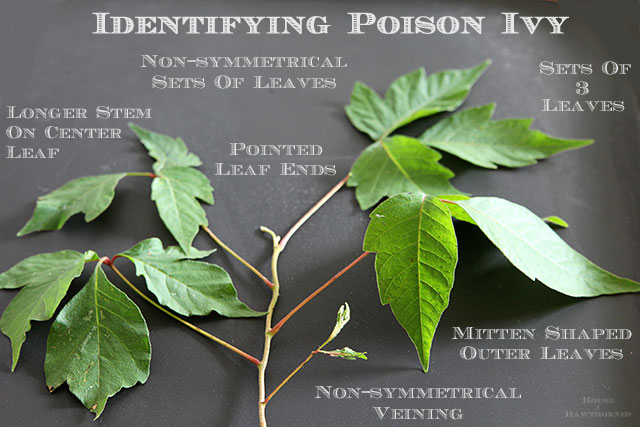 Identifying Poison Ivy
Non-symmetrical
Sets Of Leaves
Sets Of
3
Leaves
Longer Stem
On Center
Leaf
Pointed
Leaf Ends
Mitten Shaped
Outer Leaves
Non-symmetrical
Veining
House
Hawthornes